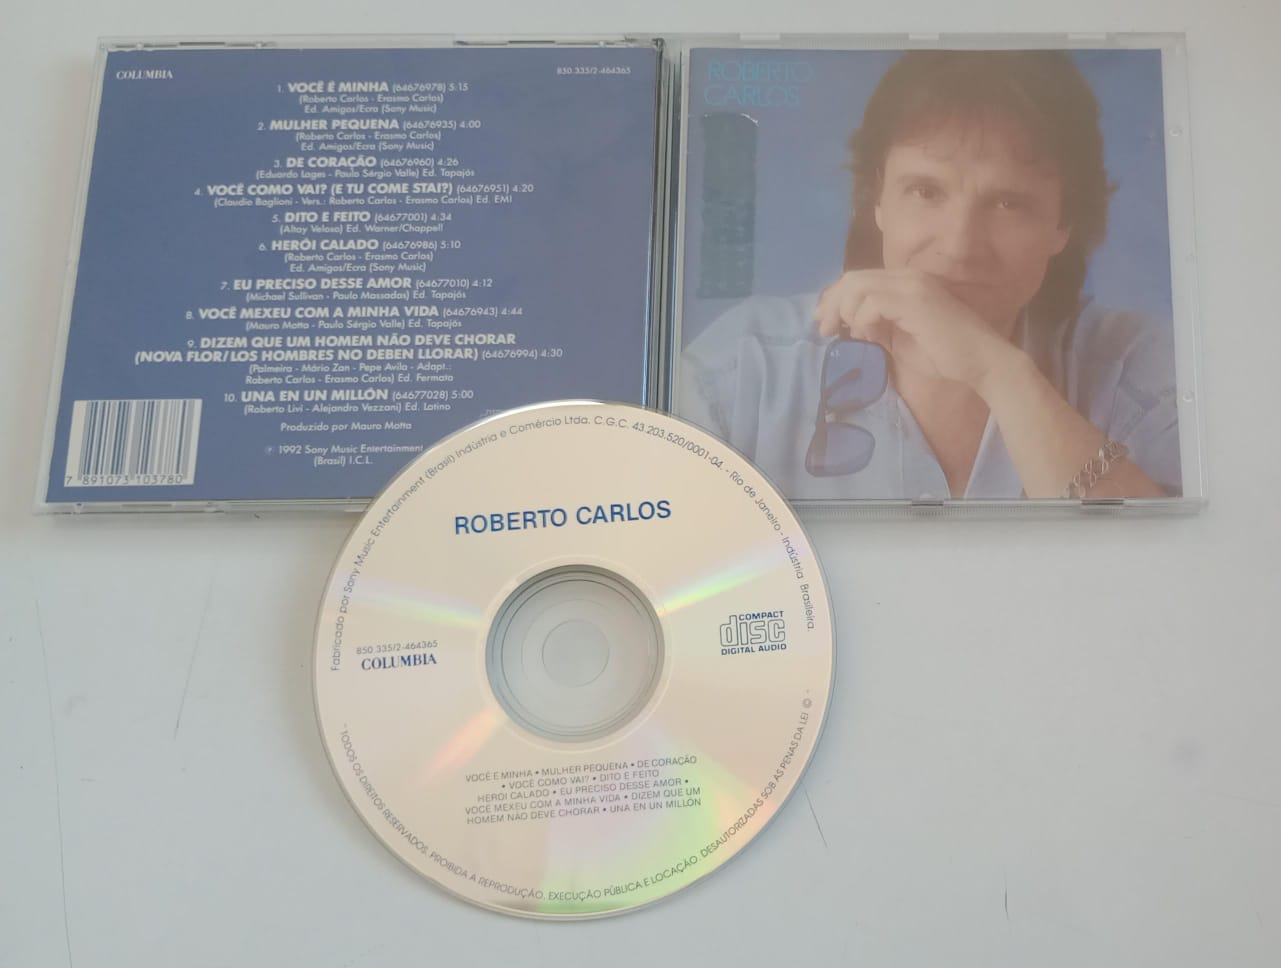 COLUMBIA
850.335/2-464365
1. VOCÊ É MINHA (64676978) 5:15
(Roberto Carlos - Erasmo Carlos)
Ed. Amigos/Ecra (Sony Music)
2. MULHER PEQUENA (64676935) 4:00
(Roberto Carlos - Erasmo Carlos)
Ed. Amigos/Ecra (Sony Music)
3. DE CORAÇÃO (64676960) 4:26
(Eduardo Lages - Paulo Sérgio Valle) Ed. Tapajós
4. VOCÊ COMO VAI? (E TU COME STAI?) (64676951) 4:20
(Claudio Baglioni - Vers.: Roberto Carlos - Erasmo Carlos) Ed. EMI
5. DITO E FEITO (64677001) 4:34
(Altay Veloso) Ed. Warner/Chappell
6. HERÓI CALADO (64676986) 5:10
(Roberto Carlos - Erasmo Carlos)
Ed. Amigos/Ecra (Sony Music)
7. EU PRECISO DESSE AMOR (64677010) 4:12
(Michael Sullivan - Paulo Massadas) Ed. Tapajós
8. VOCÊ MEXEU COM A MINHA VIDA (64676943) 4:44
(Mauro Motta - Paulo Sérgio Valle) Ed. Tapajós
9. DIZEM QUE UM HOMEM NÃO DEVE CHORAR
(NOVA FLOR/LOS HOMBRES NO DEBEN LLORAR) (64676994) 4:30
(Palmeira - Mário Zan - Pepe Avila - Adapt.:
Roberto Carlos - Erasmo Carlos) Ed. Fermata
10. UNA EN UN MILLÓN (64677028) 5:00
(Roberto Livi - Alejandro Vezzani) Ed. Latino
Produzido por Mauro Motta
℗ 1992 Sony Music Entertainment
(Brasil) I.C.L.
7 891073 103780
ROBERTO
CARLOS
Fabricado por Sony Music Entertainment (Brasil) Indústria e Comércio Ltda. C.G.C. 43.203.520/0001-04. - Rio de Janeiro - Indústria Brasileira.
ROBERTO CARLOS
850.335/2-464365
COLUMBIA
COMPACT
disc
DIGITAL AUDIO
VOCÊ É MINHA • MULHER PEQUENA • DE CORAÇÃO
• VOCÊ COMO VAI? • DITO E FEITO
HERÓI CALADO • EU PRECISO DESSE AMOR •
VOCÊ MEXEU COM A MINHA VIDA • DIZEM QUE UM
HOMEM NÃO DEVE CHORAR • UNA EN UN MILLÓN
- TODOS OS DIREITOS RESERVADOS. PROIBIDA A REPRODUÇÃO, EXECUÇÃO PÚBLICA E LOCAÇÃO. DESAUTORIZADAS SOB AS PENAS DA LEI © -